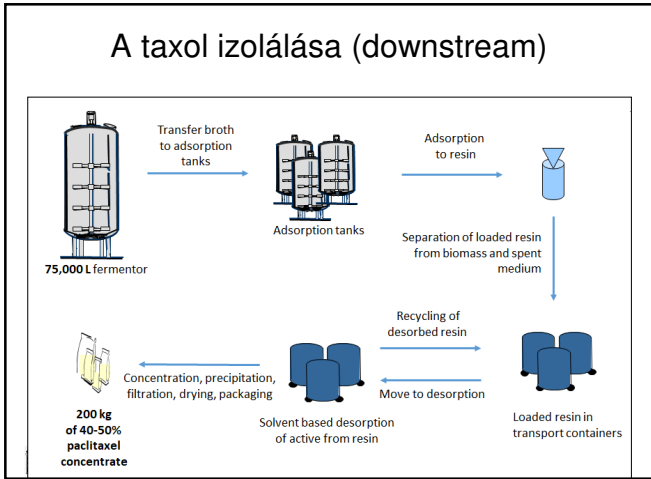 A taxol izolálása (downstream)
Transfer broth
to adsorption
tanks
Adsorption
to resin
Adsorption tanks
75,000 L fermentor
Separation of loaded resin
from biomass and spent
medium
Recycling of
desorbed resin
Concentration, precipitation,
filtration, drying, packaging
Move to desorption
200 kg
of 40-50%
paclitaxel
concentrate
Solvent based desorption
of active from resin
Loaded resin in
transport containers